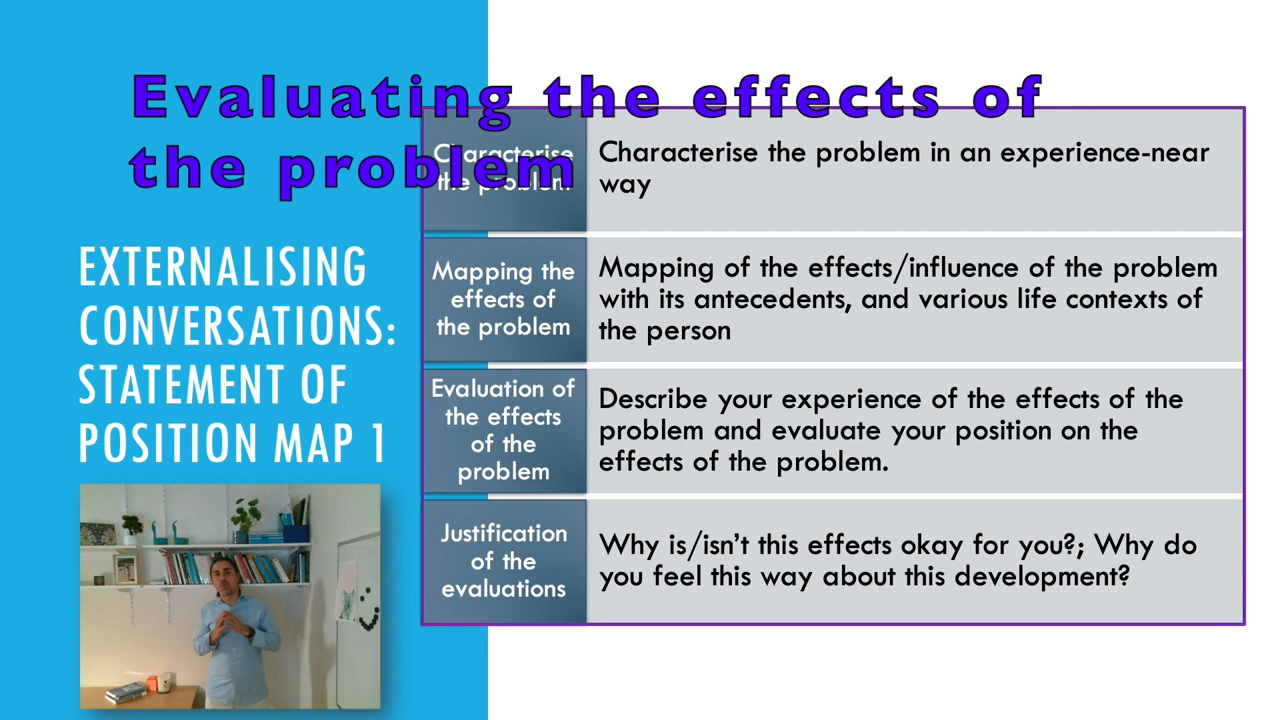 Evaluating the effects of
the problem
EXTERNALISING
CONVERSATIONS:
STATEMENT OF
POSITION MAP 1
Characterise
the problem
Characterise the problem in an experience-near
way
Mapping the
effects of
the problem
Mapping of the effects/influence of the problem
with its antecedents, and various life contexts of
the person
Evaluation of
the effects
of the
problem
Describe your experience of the effects of the
problem and evaluate your position on the
effects of the problem.
Justification
of the
evaluations
Why is/isn't this effects okay for you?; Why do
you feel this way about this development?